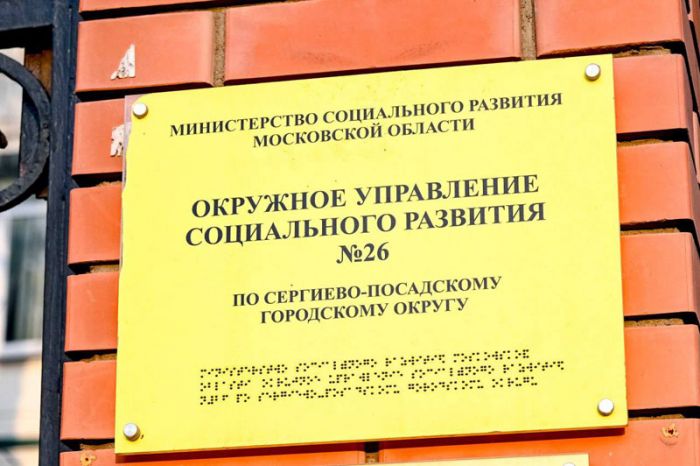 МИНИСТЕРСТВО СОЦИАЛЬНОГО РАЗВИТИЯ
МОСКОВСКОЙ ОБЛАСТИ
ОКРУЖНОЕ УПРАВЛЕНИЕ
СОЦИАЛЬНОГО РАЗВИТИЯ
№26
ПО СЕРГИЕВО-ПОСАДСКОМУ
ГОРОДСКОМУ ОКРУГУ